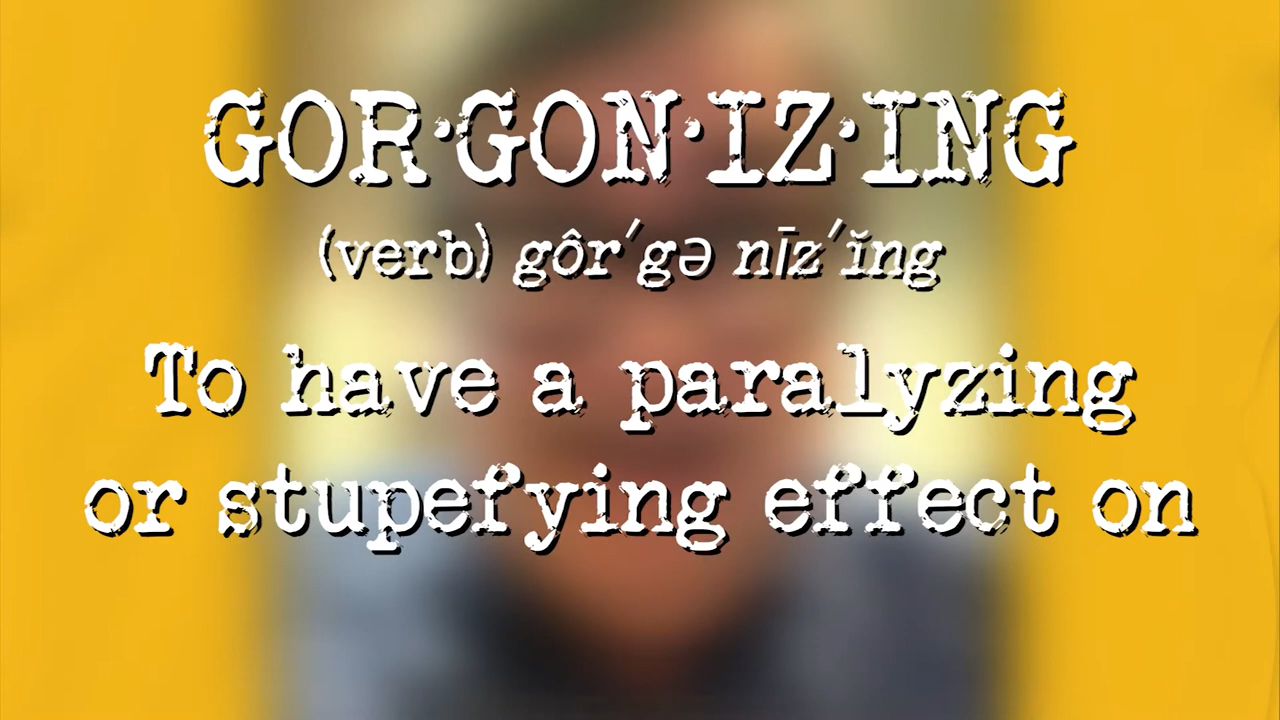 GOR·GON·IZ·ING
(verb) gôr′gə nīz′ĭng
To have a paralyzing
or stupefying effect on